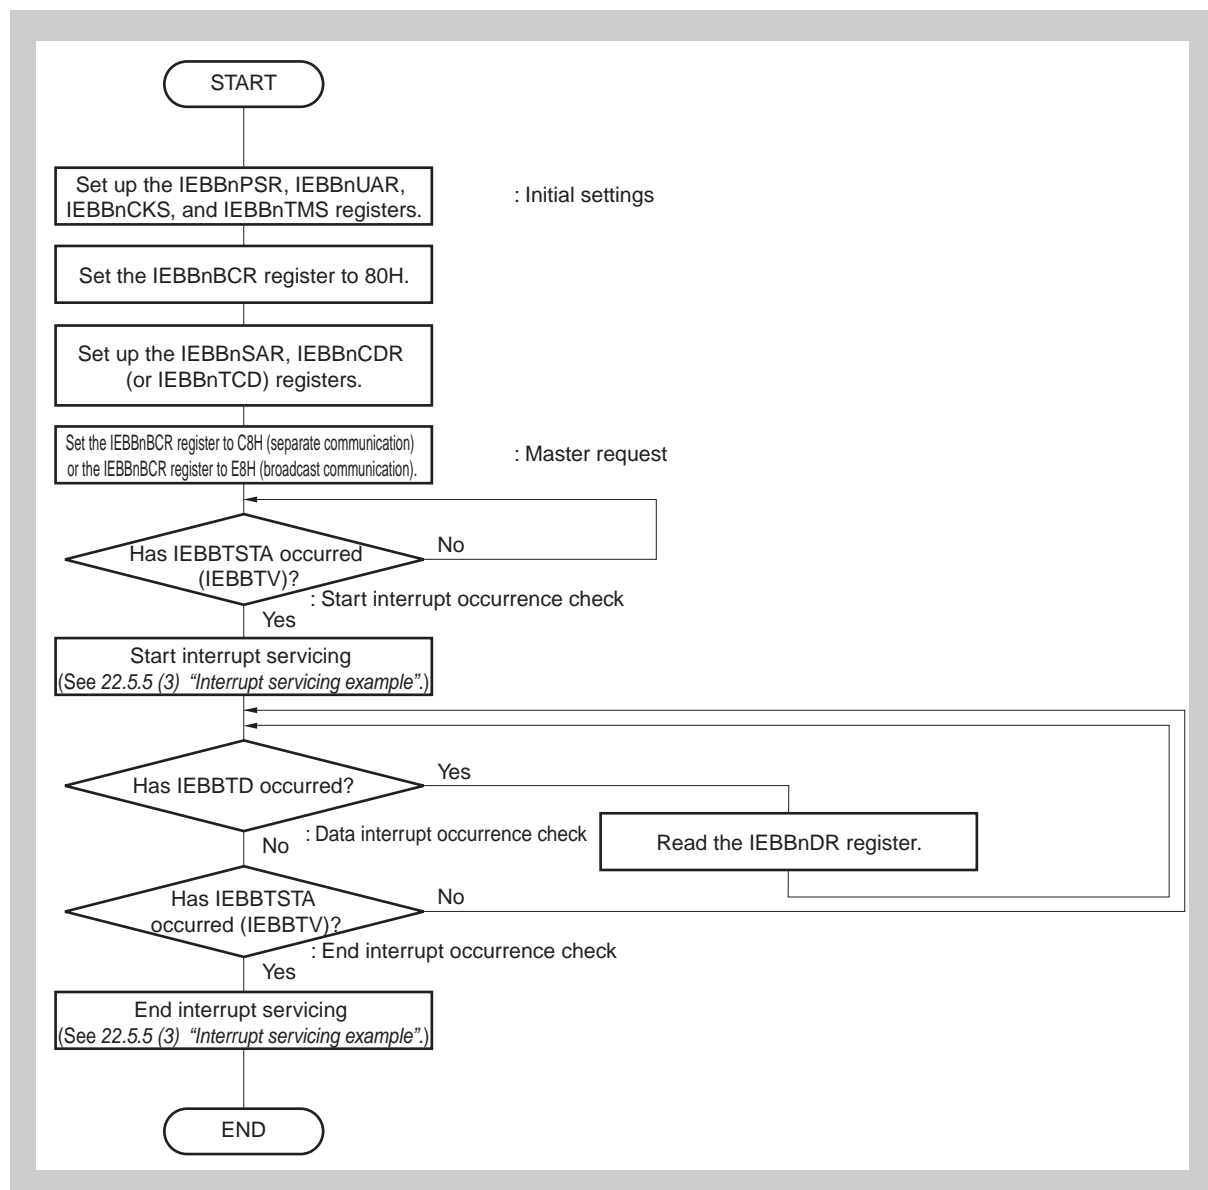 START
Set up the IEBBnPSR, IEBBnUAR,
IEBBnCKS, and IEBBnTMS registers.
: Initial settings
Set the IEBBnBCR register to 80H.
Set up the IEBBnSAR, IEBBnCDR
(or IEBBnTCD) registers.
Set the IEBBnBCR register to C8H (separate communication)
or the IEBBnBCR register to E8H (broadcast communication).
: Master request
Has IEBBTSTA occurred
(IEBBTV)?
No
: Start interrupt occurrence check
Yes
Start interrupt servicing
(See 22.5.5 (3) “Interrupt servicing example”.)
Has IEBBTD occurred?
Yes
: Data interrupt occurrence check
No
Read the IEBBnDR register.
Has IEBBTSTA
occurred (IEBBTV)?
No
: End interrupt occurrence check
Yes
End interrupt servicing
(See 22.5.5 (3) “Interrupt servicing example”.)
END